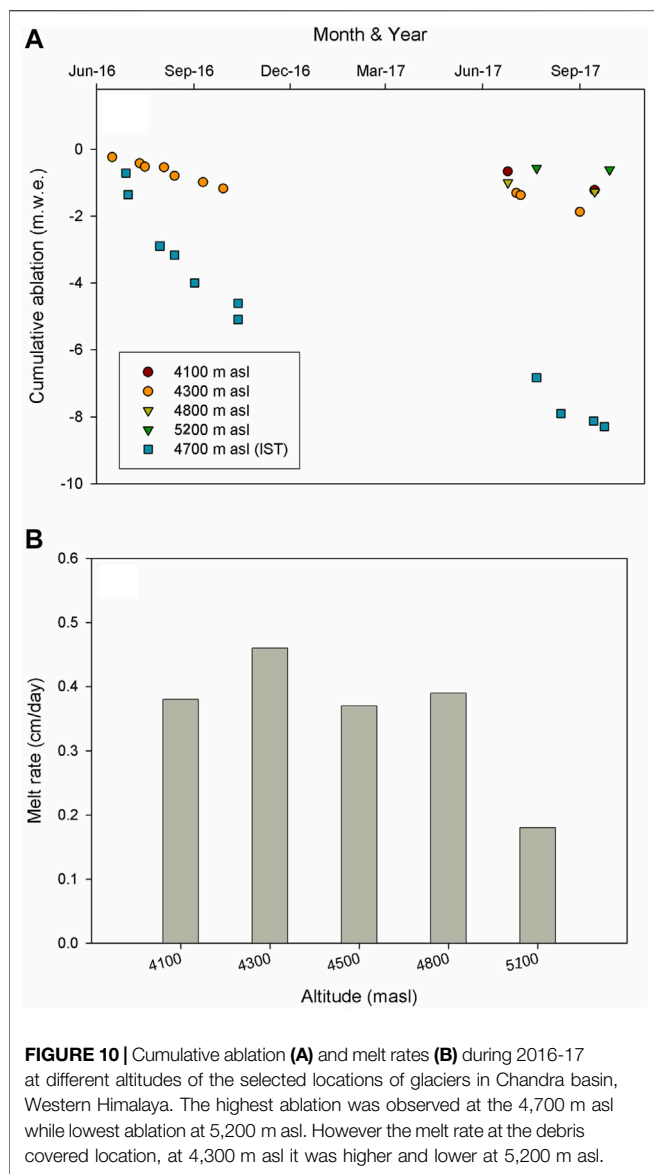 A
Month & Year
Jun-16 Sep-16 Dec-16 Mar-17 Jun-17 Sep-17
Cumulative ablation (m.w.e.)
0
-2
-4
-6
-8
-10
4100 m asl
4300 m asl
4800 m asl
5200 m asl
4700 m asl (IST)
B
Melt rate (cm/day)
0.6
0.5
0.4
0.3
0.2
0.1
0.0
4100 4300 4500 4800 5100
Altitude (masl)
FIGURE 10 | Cumulative ablation (A) and melt rates (B) during 2016-17
at different altitudes of the selected locations of glaciers in Chandra basin,
Western Himalaya. The highest ablation was observed at the 4,700 m asl
while lowest ablation at 5,200 m asl. However the melt rate at the debris
covered location, at 4,300 m asl it was higher and lower at 5,200 m asl.